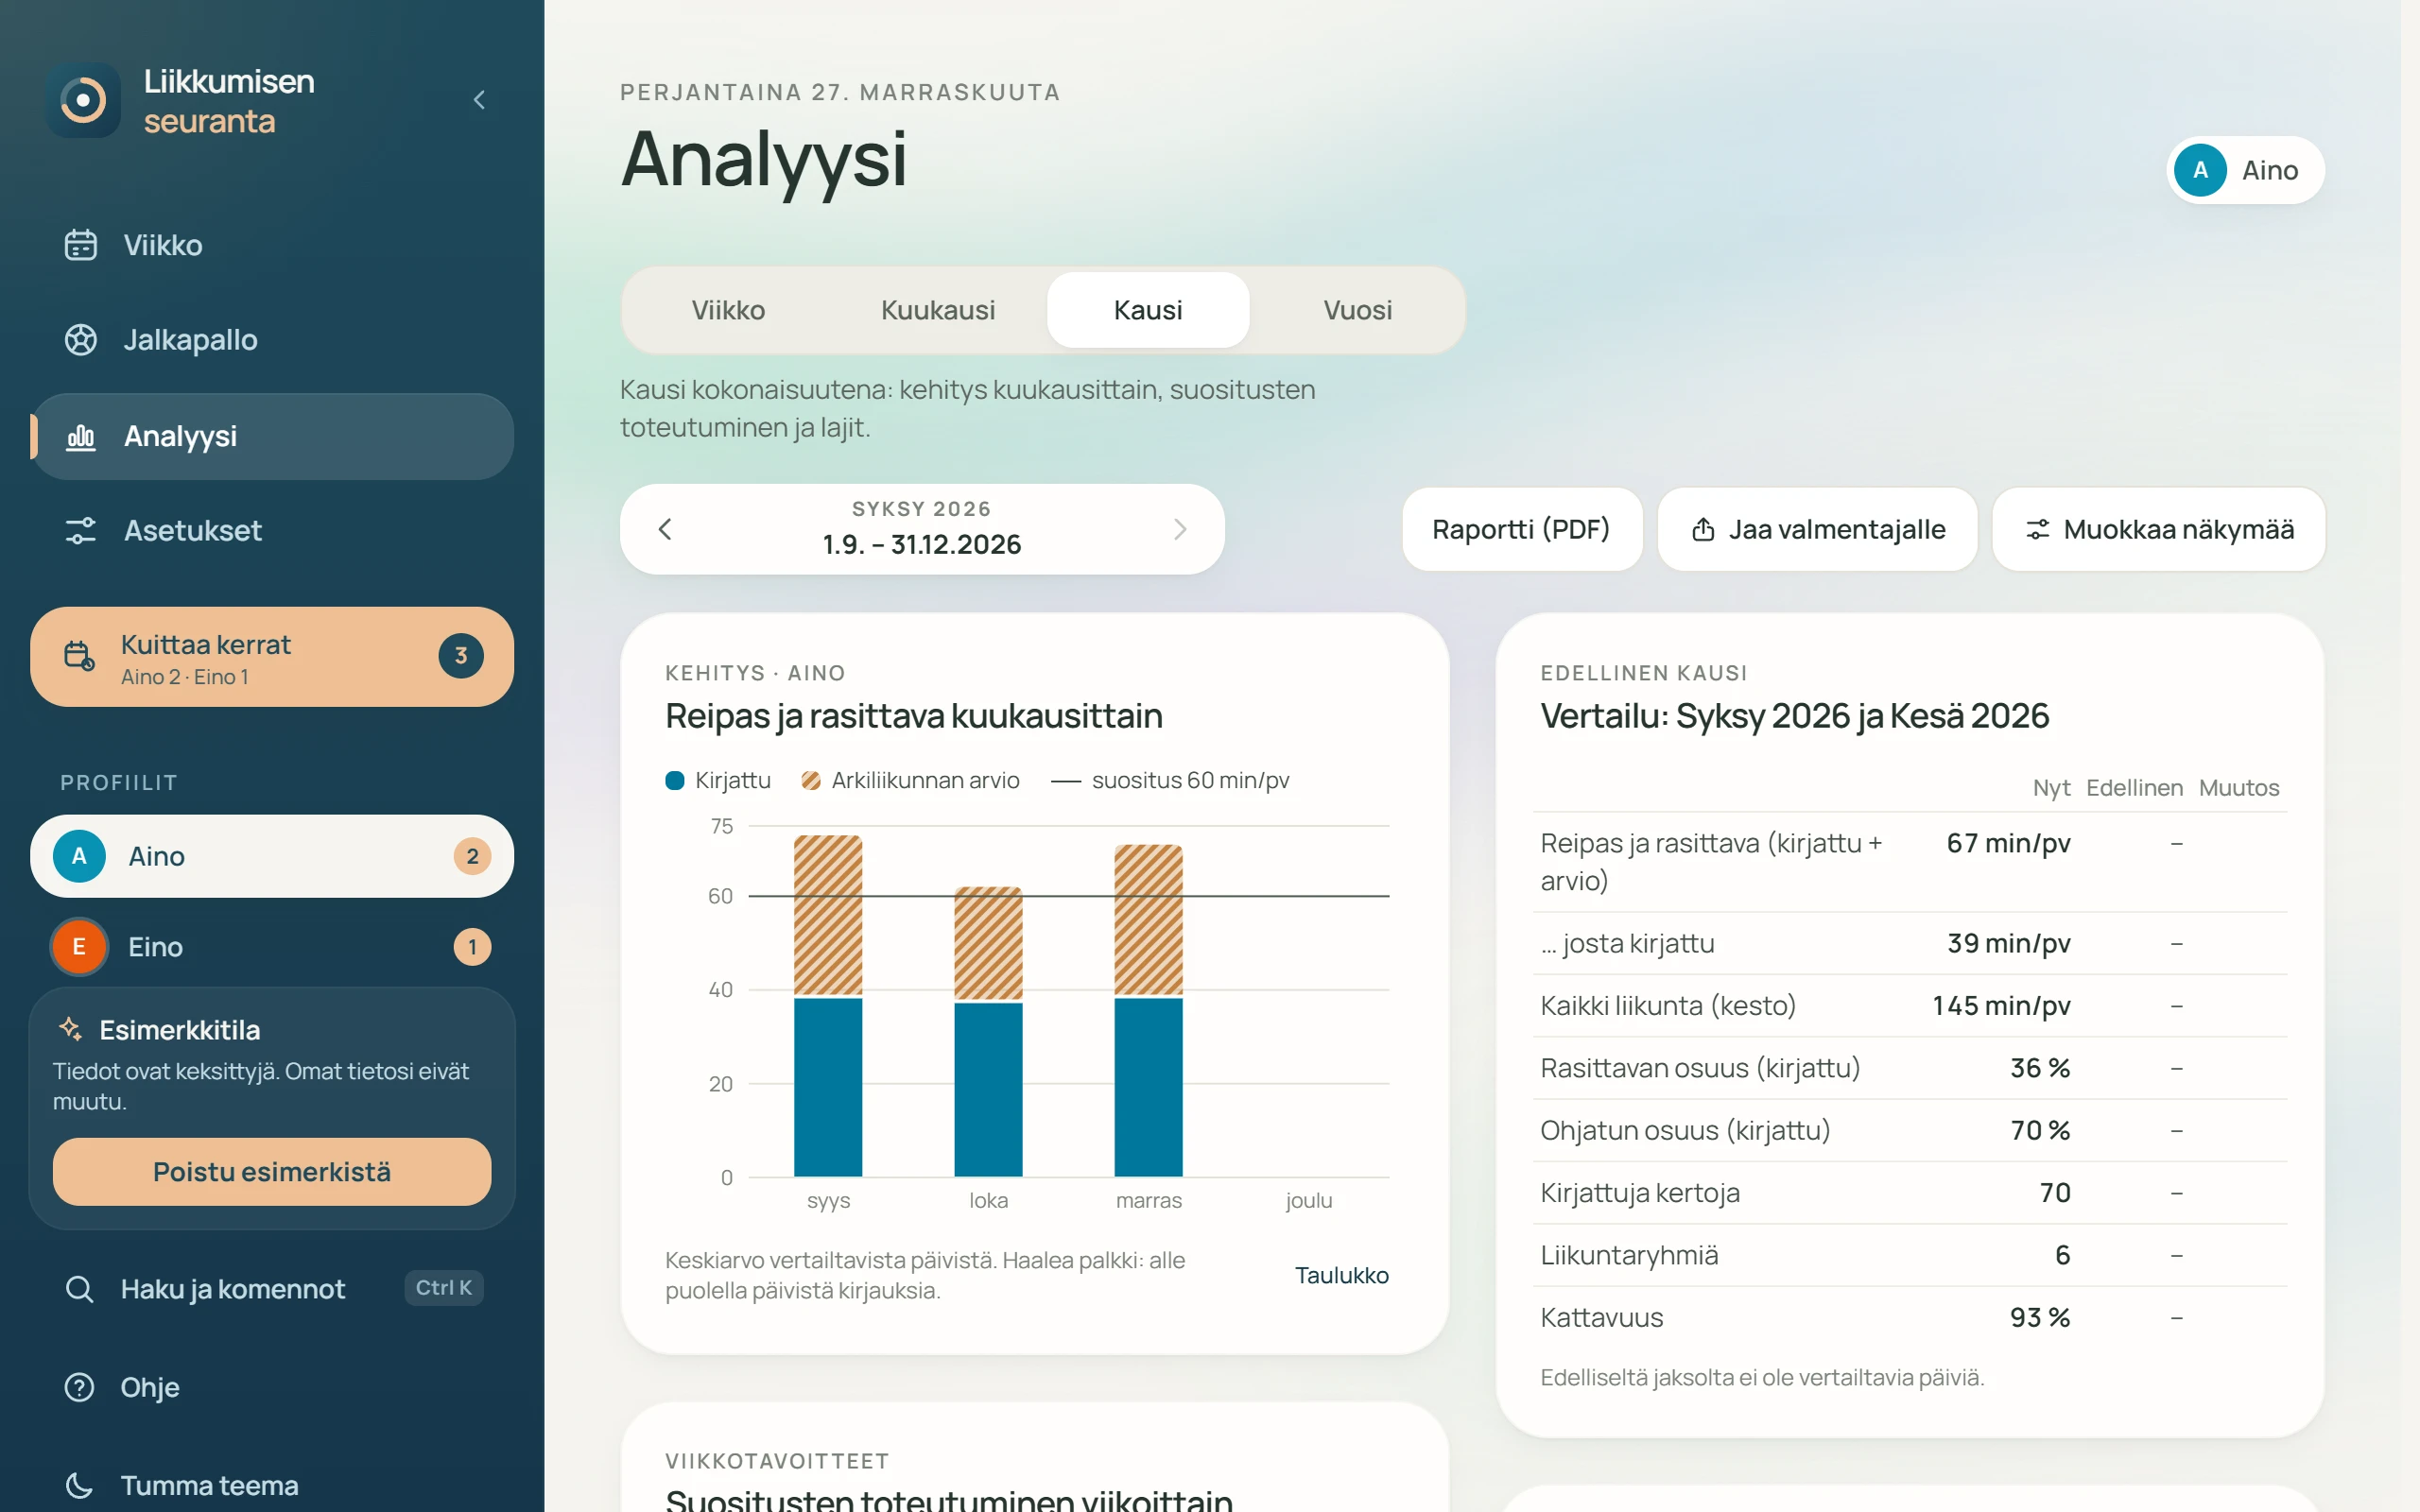 Liikkumisen
seuranta
Viikko
Jalkapallo
Analyysi
Asetukset
Kuittaa kerrat
Aino 2 · Eino 1
3
PROFIILIT
A Aino 2
E Eino 1
Esimerkkitila
Tiedot ovat keksittyjä. Omat tietosi eivät
muutu.
Poistu esimerkistä
Haku ja komennot Ctrl K
Ohje
Tumma teema
PERJANTAINA 27. MARRASKUUTA
Analyysi
A Aino
Viikko Kuukausi Kausi Vuosi
Kausi kokonaisuutena: kehitys kuukausittain, suositusten
toteutuminen ja lajit.
SYKSY 2026
1.9. – 31.12.2026
Raportti (PDF) Jaa valmentajalle Muokkaa näkymää
KEHITYS · AINO
Reipas ja rasittava kuukausittain
Kirjattu Arkiliikunnan arvio suositus 60 min/pv
75
60
40
20
0
syys loka marras joulu
Keskiarvo vertailtavista päivistä. Haalea palkki: alle
puolella päivistä kirjauksia.
Taulukko
EDELLINEN KAUSI
Vertailu: Syksy 2026 ja Kesä 2026
Nyt Edellinen Muutos
Reipas ja rasittava (kirjattu + 67 min/pv –
arvio)
... josta kirjattu 39 min/pv –
Kaikki liikunta (kesto) 145 min/pv –
Rasittavan osuus (kirjattu) 36 % –
Ohjatun osuus (kirjattu) 70 % –
Kirjattuja kertoja 70 –
Liikuntaryhmiä 6 –
Kattavuus 93 % –
Edelliseltä jaksolta ei ole vertailtavia päiviä.
VIIKKOTAVOITTEET
Suositusten toteutuminen viikoittain